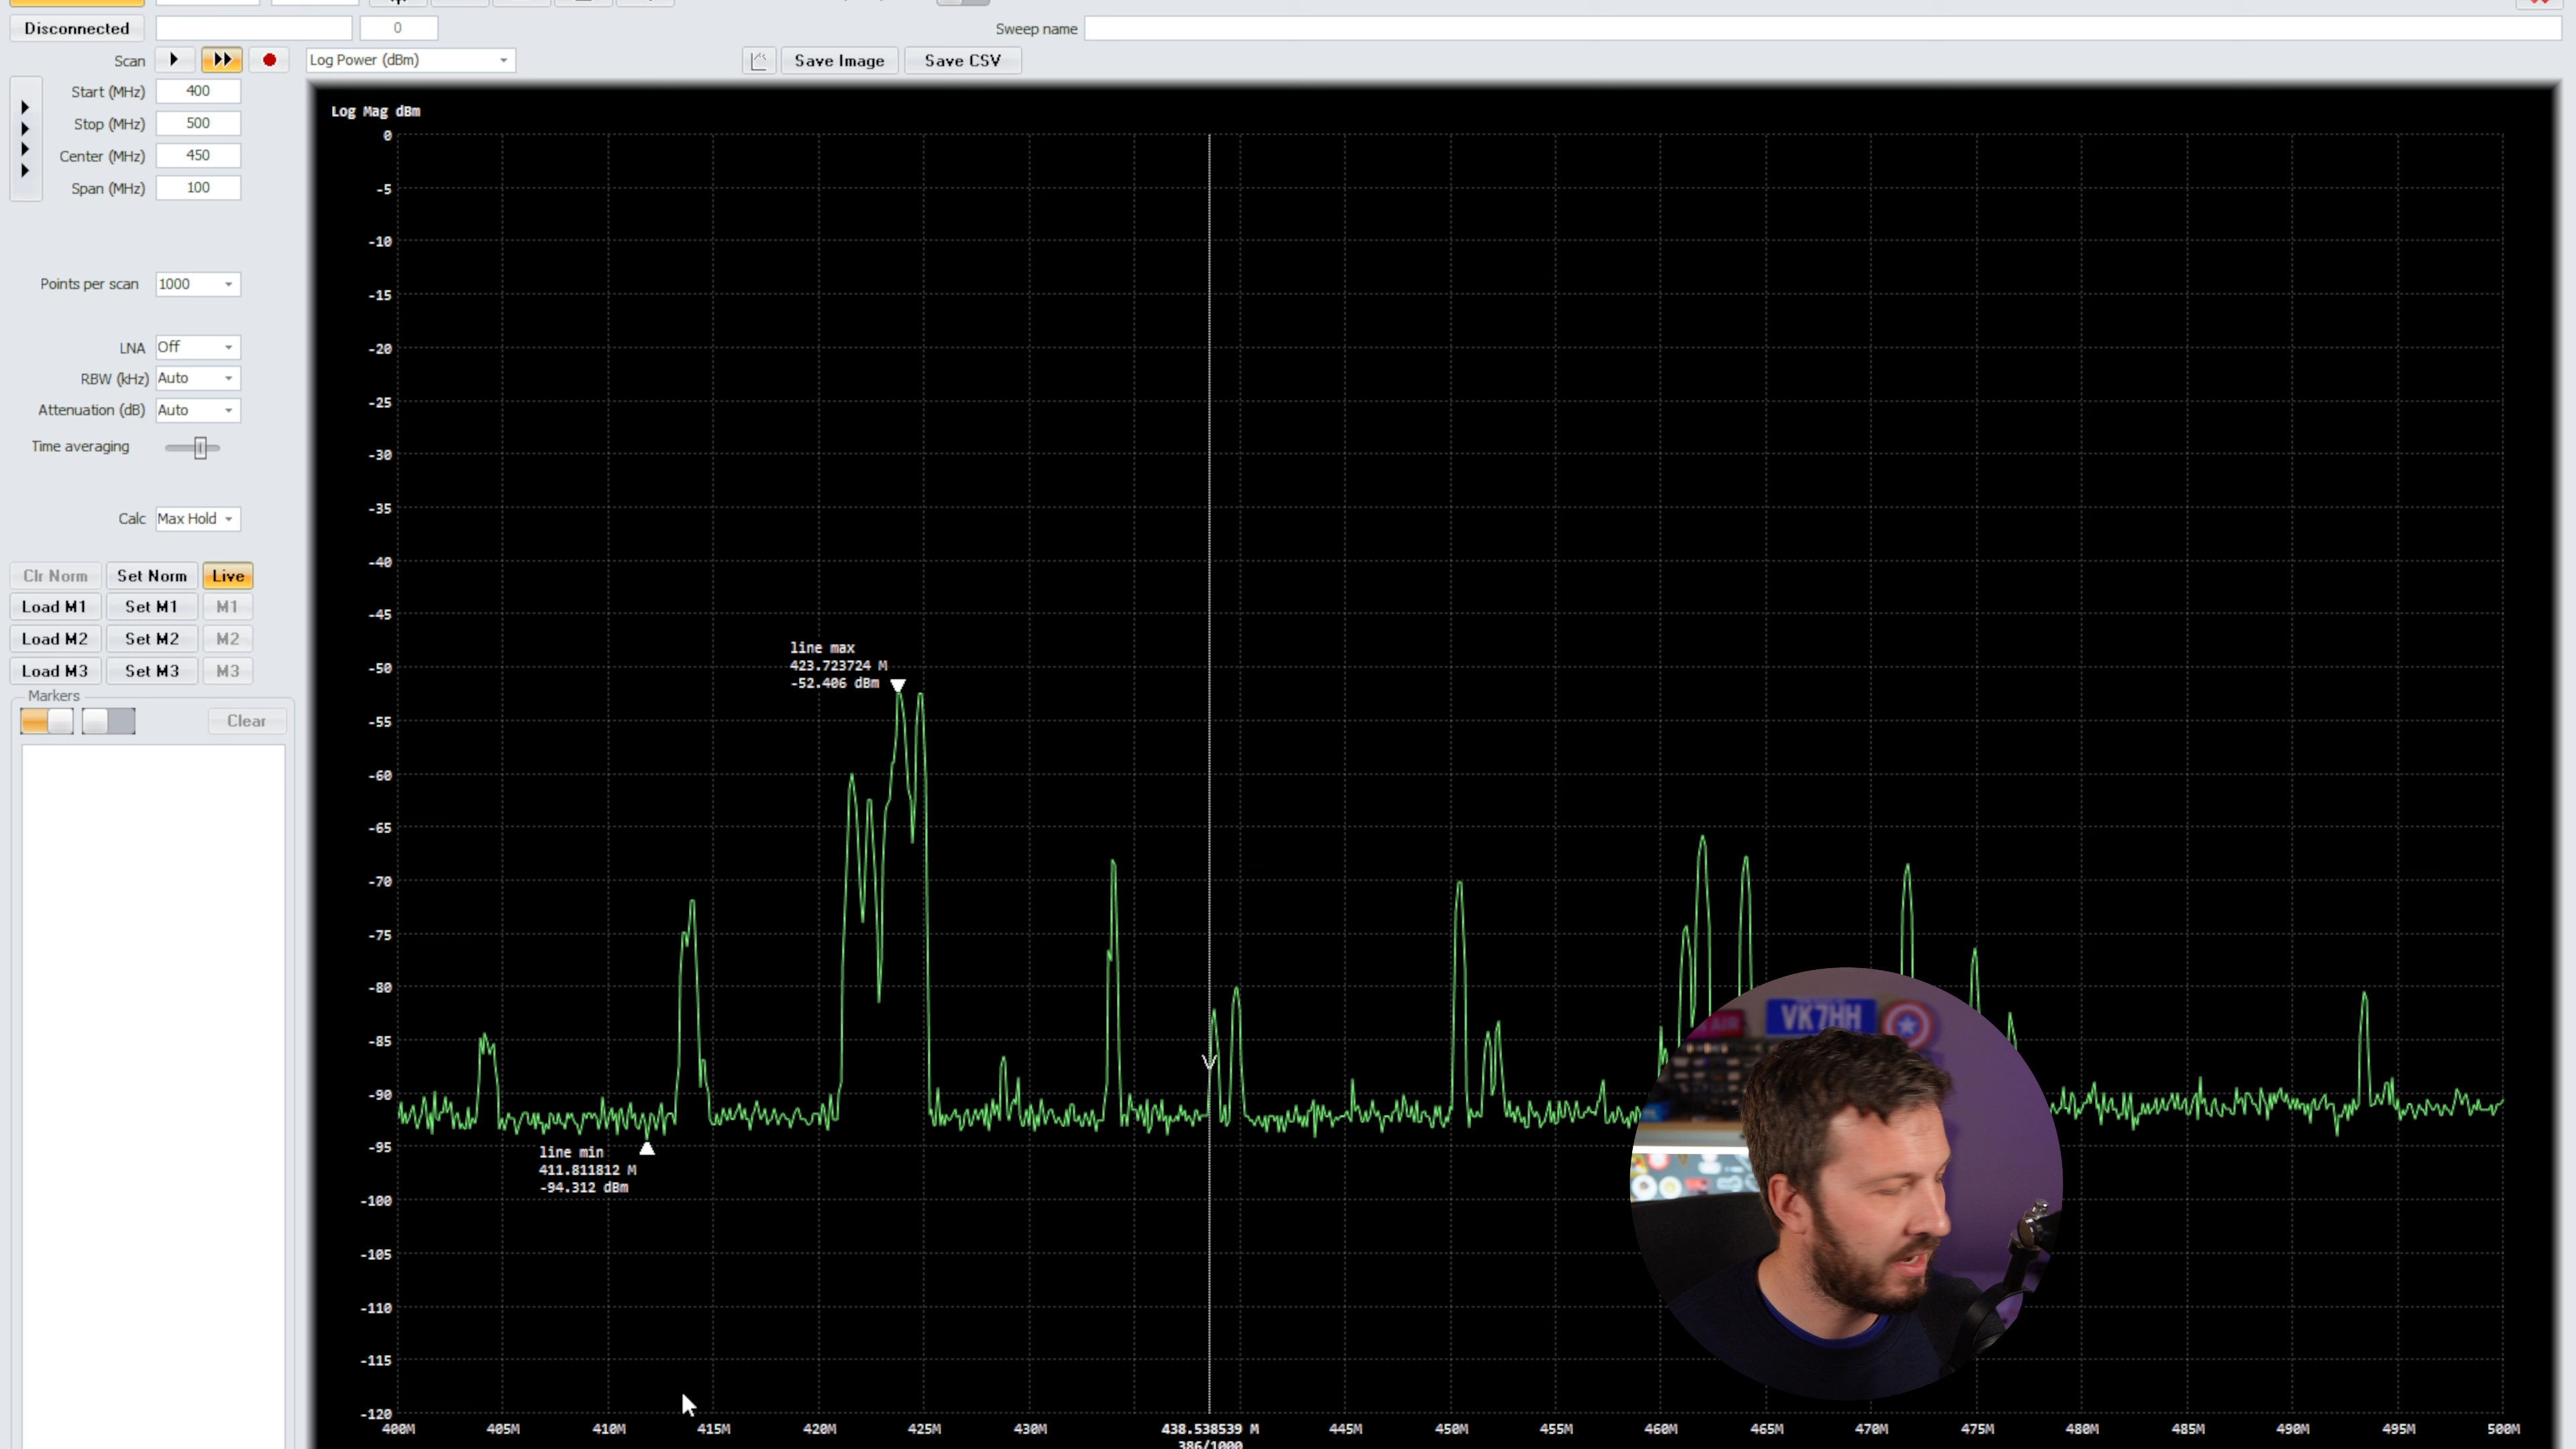 Disconnected
0
Sweep name
Scan
Log Power (dBm)
Save Image
Save CSV
Start (MHz)
400
Stop (MHz)
500
Center (MHz)
450
Span (MHz)
100
Points per scan
1000
LNA
Off
RBW (kHz)
Auto
Attenuation (dB)
Auto
Time averaging
Calc
Max Hold
Clr Norm
Set Norm
Live
Load M1
Set M1
M1
Load M2
Set M2
M2
Load M3
Set M3
M3
Markers
Clear
Log Mag dBm
0
-5
-10
-15
-20
-25
-30
-35
-40
-45
-50
-55
-60
-65
-70
-75
-80
-85
-90
-95
-100
-105
-110
-115
-120
line max
423.723724 M
-52.406 dBm
line min
411.811812 M
-94.312 dBm
VK7HH
AIR
400M
405M
410M
415M
420M
425M
430M
438.538539 M
445M
450M
455M
460M
465M
470M
475M
480M
485M
490M
495M
500M
386/1000